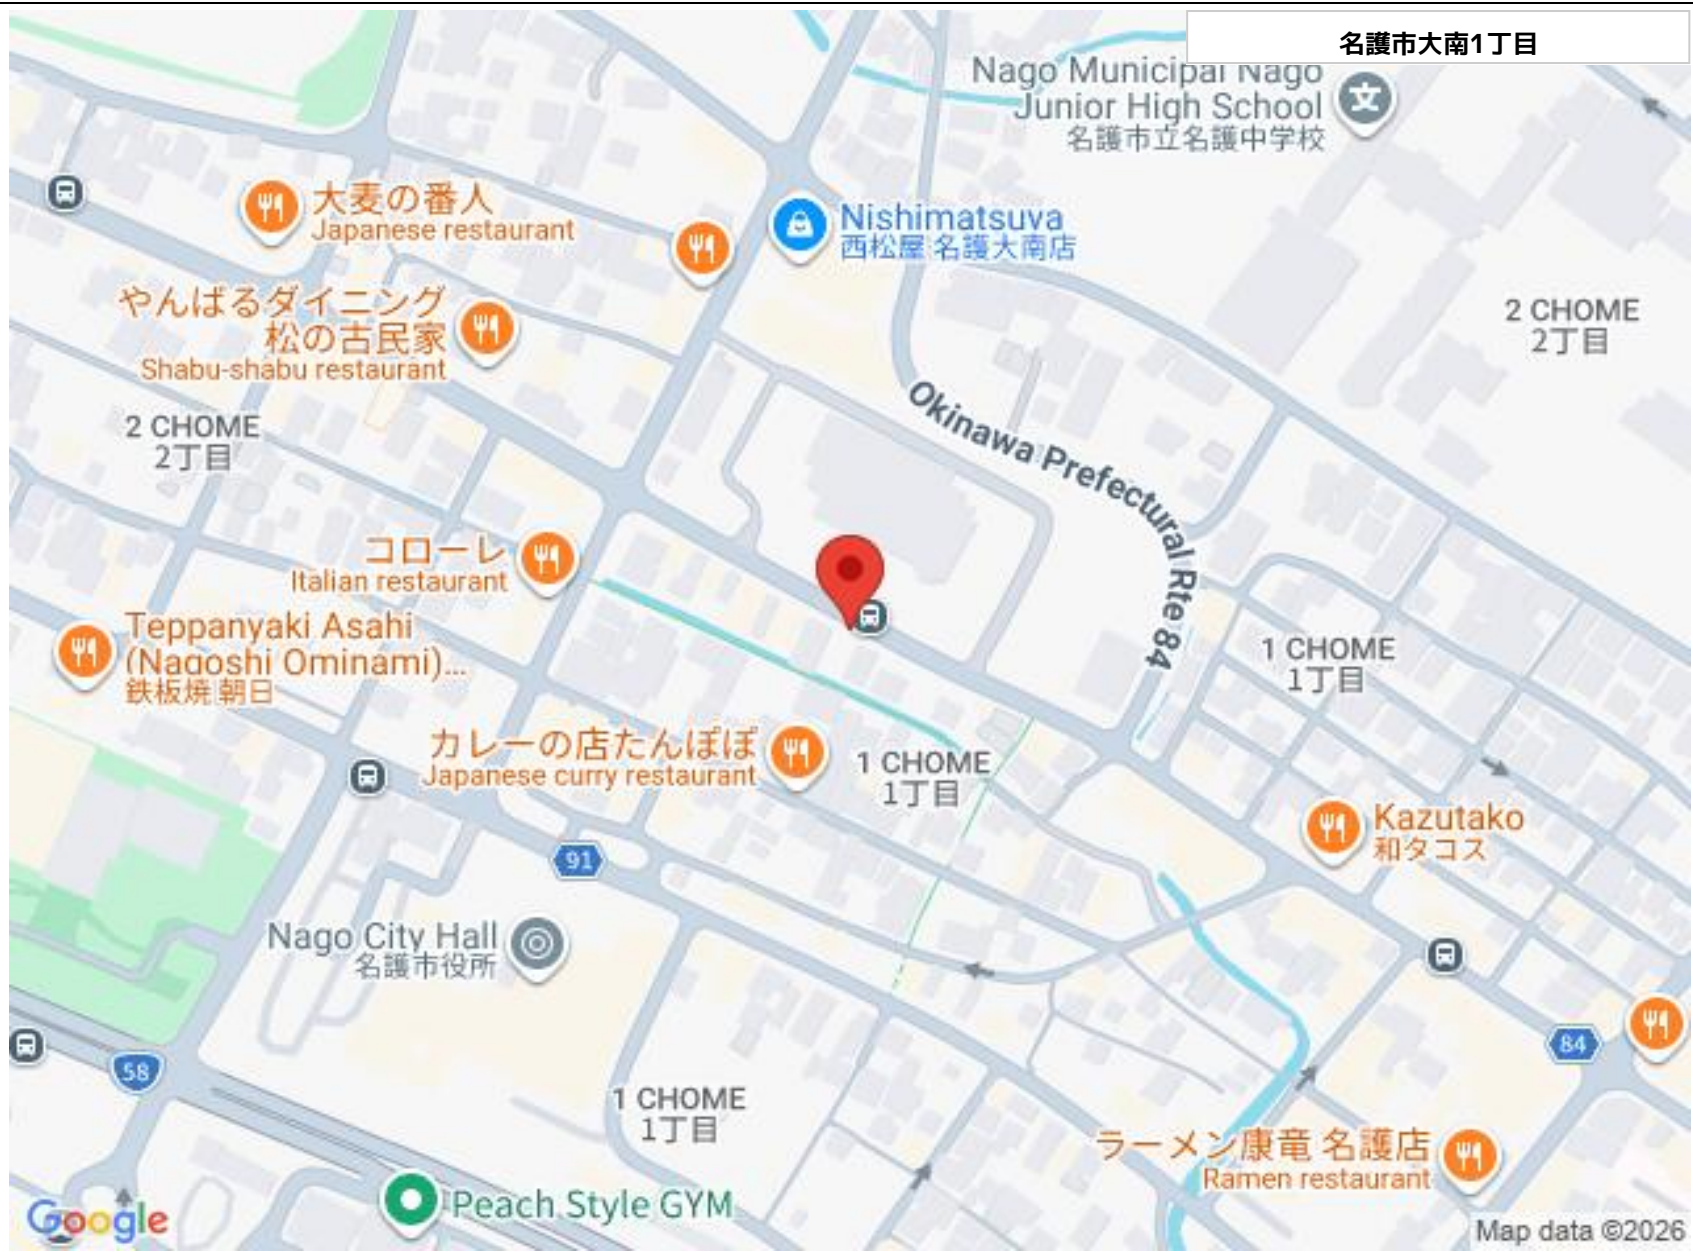 名護市大南1丁目
Nago Municipal Nago
Junior High School
名護市立名護中学校
大麦の番人
Japanese restaurant
Nishimatsuya
西松屋 名護大南店
やんばるダイニング
松の古民家
Shabu-shabu restaurant
2 CHOME
2丁目
2 CHOME
2丁目
Okinawa Prefectural Rte 84
コローレ
Italian restaurant
Teppanyaki Asahi
(Nagoshi Ominami)...
鉄板焼 朝日
1 CHOME
1丁目
カレーの店たんぽぽ
Japanese curry restaurant
1 CHOME
1丁目
Kazutako
和タコス
91
Nago City Hall
名護市役所
84
58
1 CHOME
1丁目
ラーメン康竜 名護店
Ramen restaurant
Peach Style GYM
Google
Map data ©2026